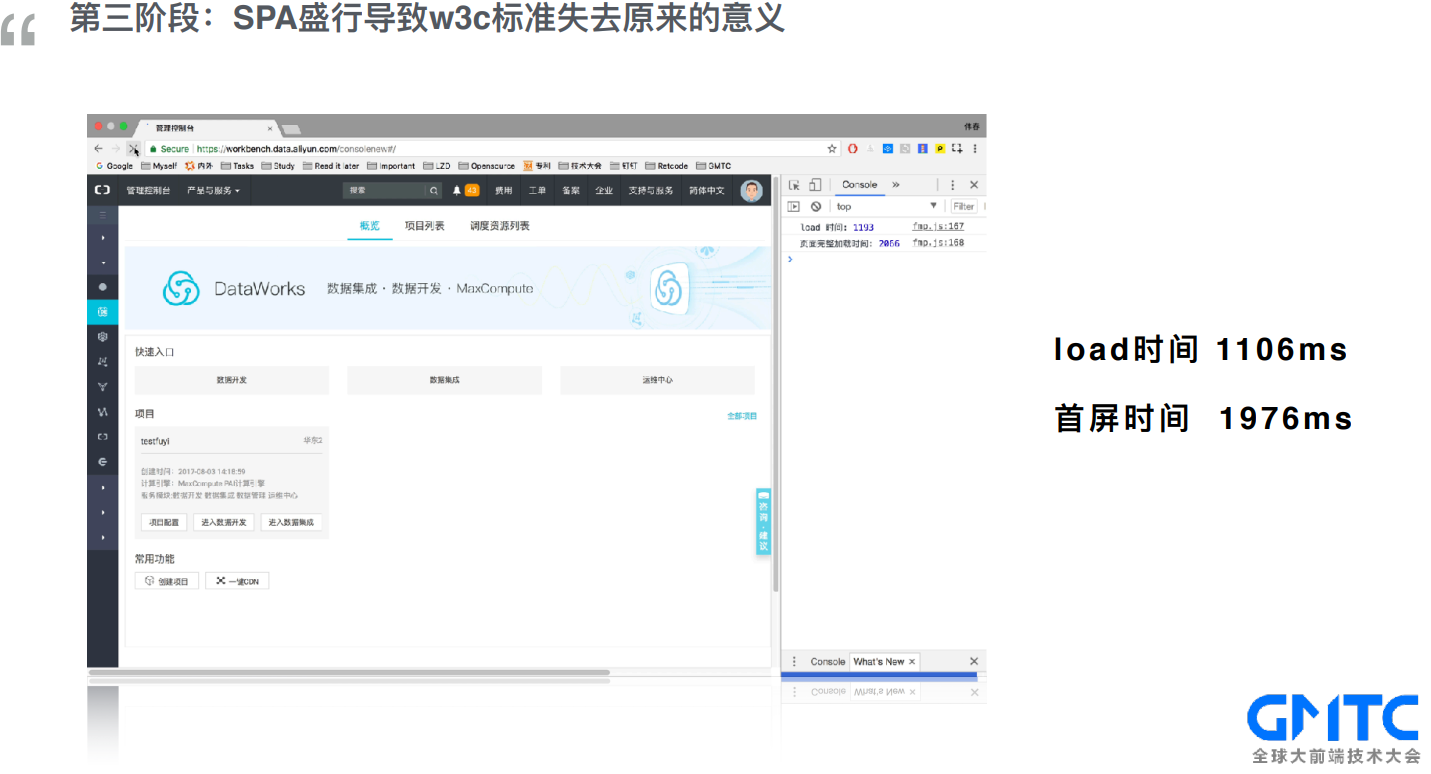 “
第三阶段：SPA盛行导致w3c标准失去原来的意义
管理控制台
伟春
Secure https://workbench.data.aliyun.com/consolenew#/
Google Myself 内外 Tasks Study Read it later Important LZD Opensource 专利 技术大会 钉钉 Retcode GMTC
管理控制台 产品与服务 搜索 43 费用 工单 备案 企业 支持与服务 简体中文
Console »
top Filter
概览 项目列表 调度资源列表
load 时间: 1193 fmp.js:167
页面完整加载时间: 2066 fmp.js:168
DataWorks 数据集成 · 数据开发 · MaxCompute
快速入口
数据开发 数据集成 运维中心
项目 全部项目
testfuyi 华东2
创建时间: 2017-08-03 14:18:59
计算引擎: MaxCompute PAI计算引擎
服务模块:数据开发 数据集成 数据管理 运维中心
项目配置 进入数据开发 进入数据集成
咨询·建议
常用功能
创建项目 一键CDN
Console What's New
load时间 1106ms
首屏时间 1976ms
GMTC
全球大前端技术大会